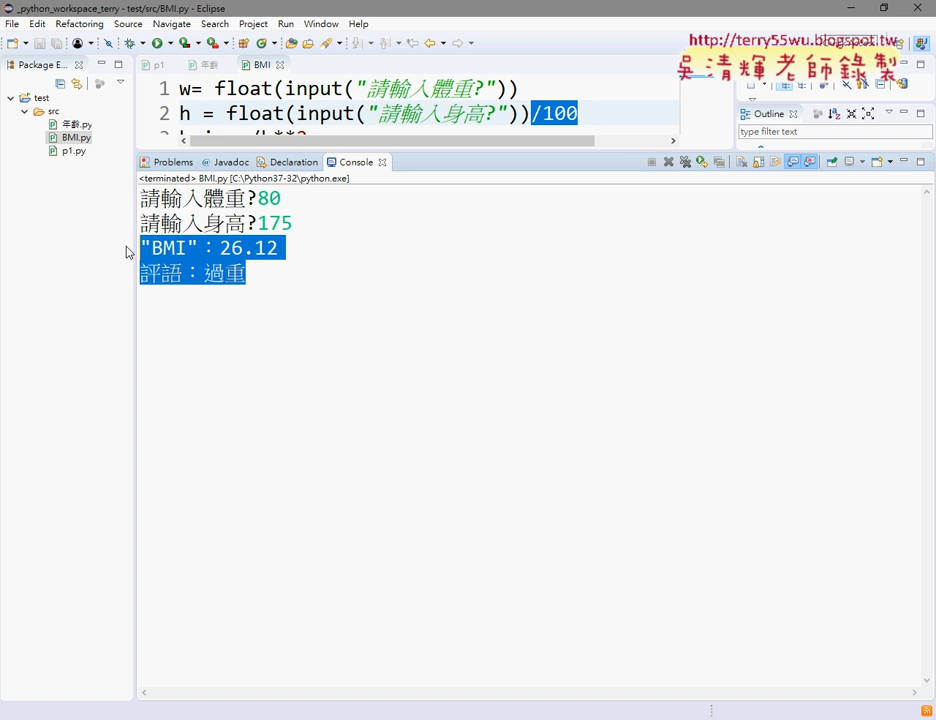 _python_workspace_terry - test/src/BMI.py - Eclipse
File Edit Refactoring Source Navigate Search Project Run Window Help
http://terry55wu.blogspot.tw
吳清輝老師錄製
Package E...
test
src
年齡.py
BMI.py
p1.py
p1 年齡 BMI
1 w= float(input("請輸入體重?"))
2 h = float(input("請輸入身高?"))/100
Outline
type filter text
Problems Javadoc Declaration Console
<terminated> BMI.py [C:\Python37-32\python.exe]
請輸入體重?80
請輸入身高?175
"BMI"：26.12
評語：過重